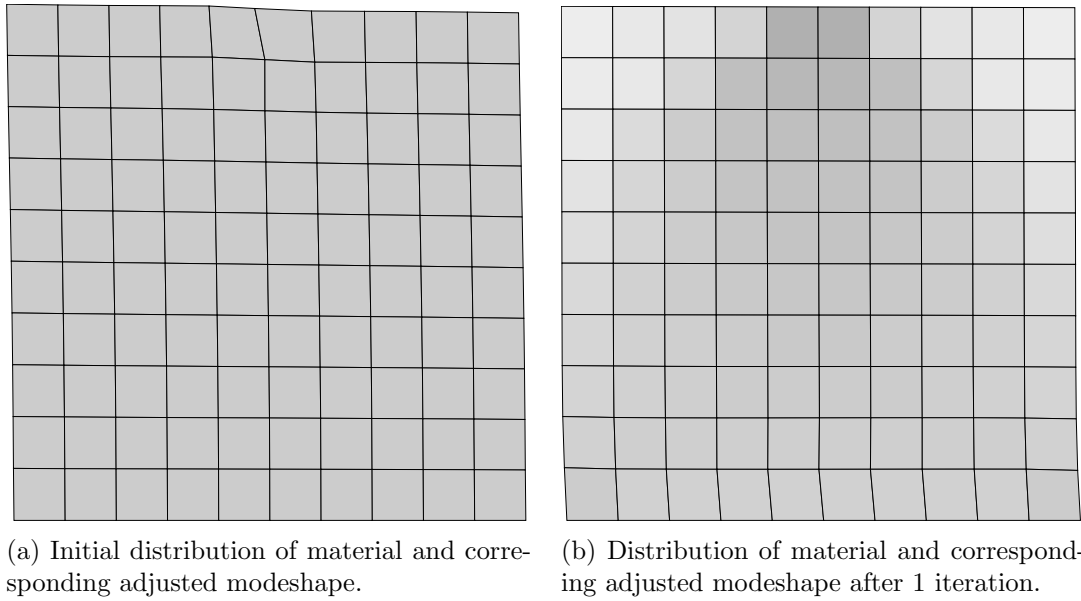 (a) Initial distribution of material and corre-
sponding adjusted modeshape.
(b) Distribution of material and correspond-
ing adjusted modeshape after 1 iteration.